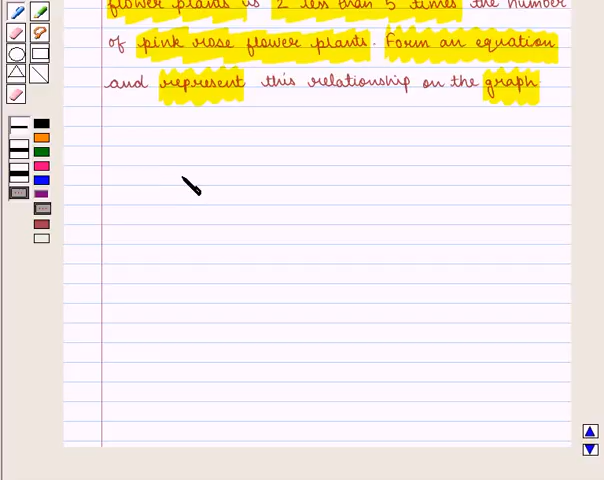 flower plants is 2 less than 5 times the number
of pink rose flower plants. Form an equation
and represent this relationship on the graph